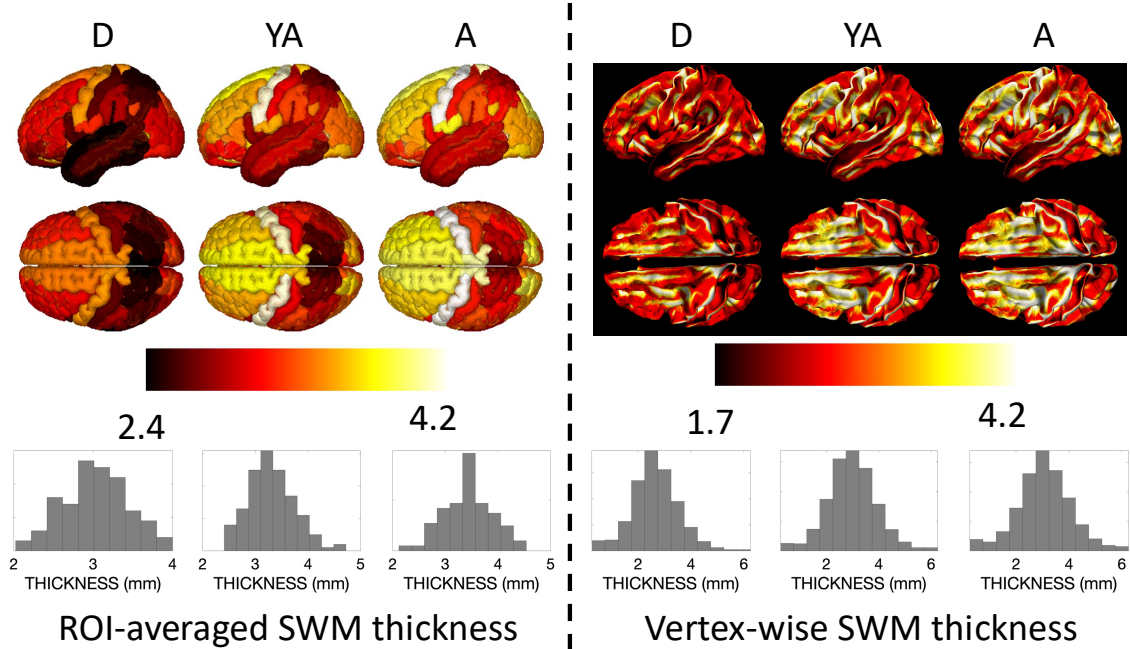 D YA A
D YA A
2.4 4.2
1.7 4.2
2 3 4
THICKNESS (mm)
2 3 4 5
THICKNESS (mm)
2 3 4 5
THICKNESS (mm)
2 4 6
THICKNESS (mm)
2 4 6
THICKNESS (mm)
2 4 6
THICKNESS (mm)
ROI-averaged SWM thickness
Vertex-wise SWM thickness